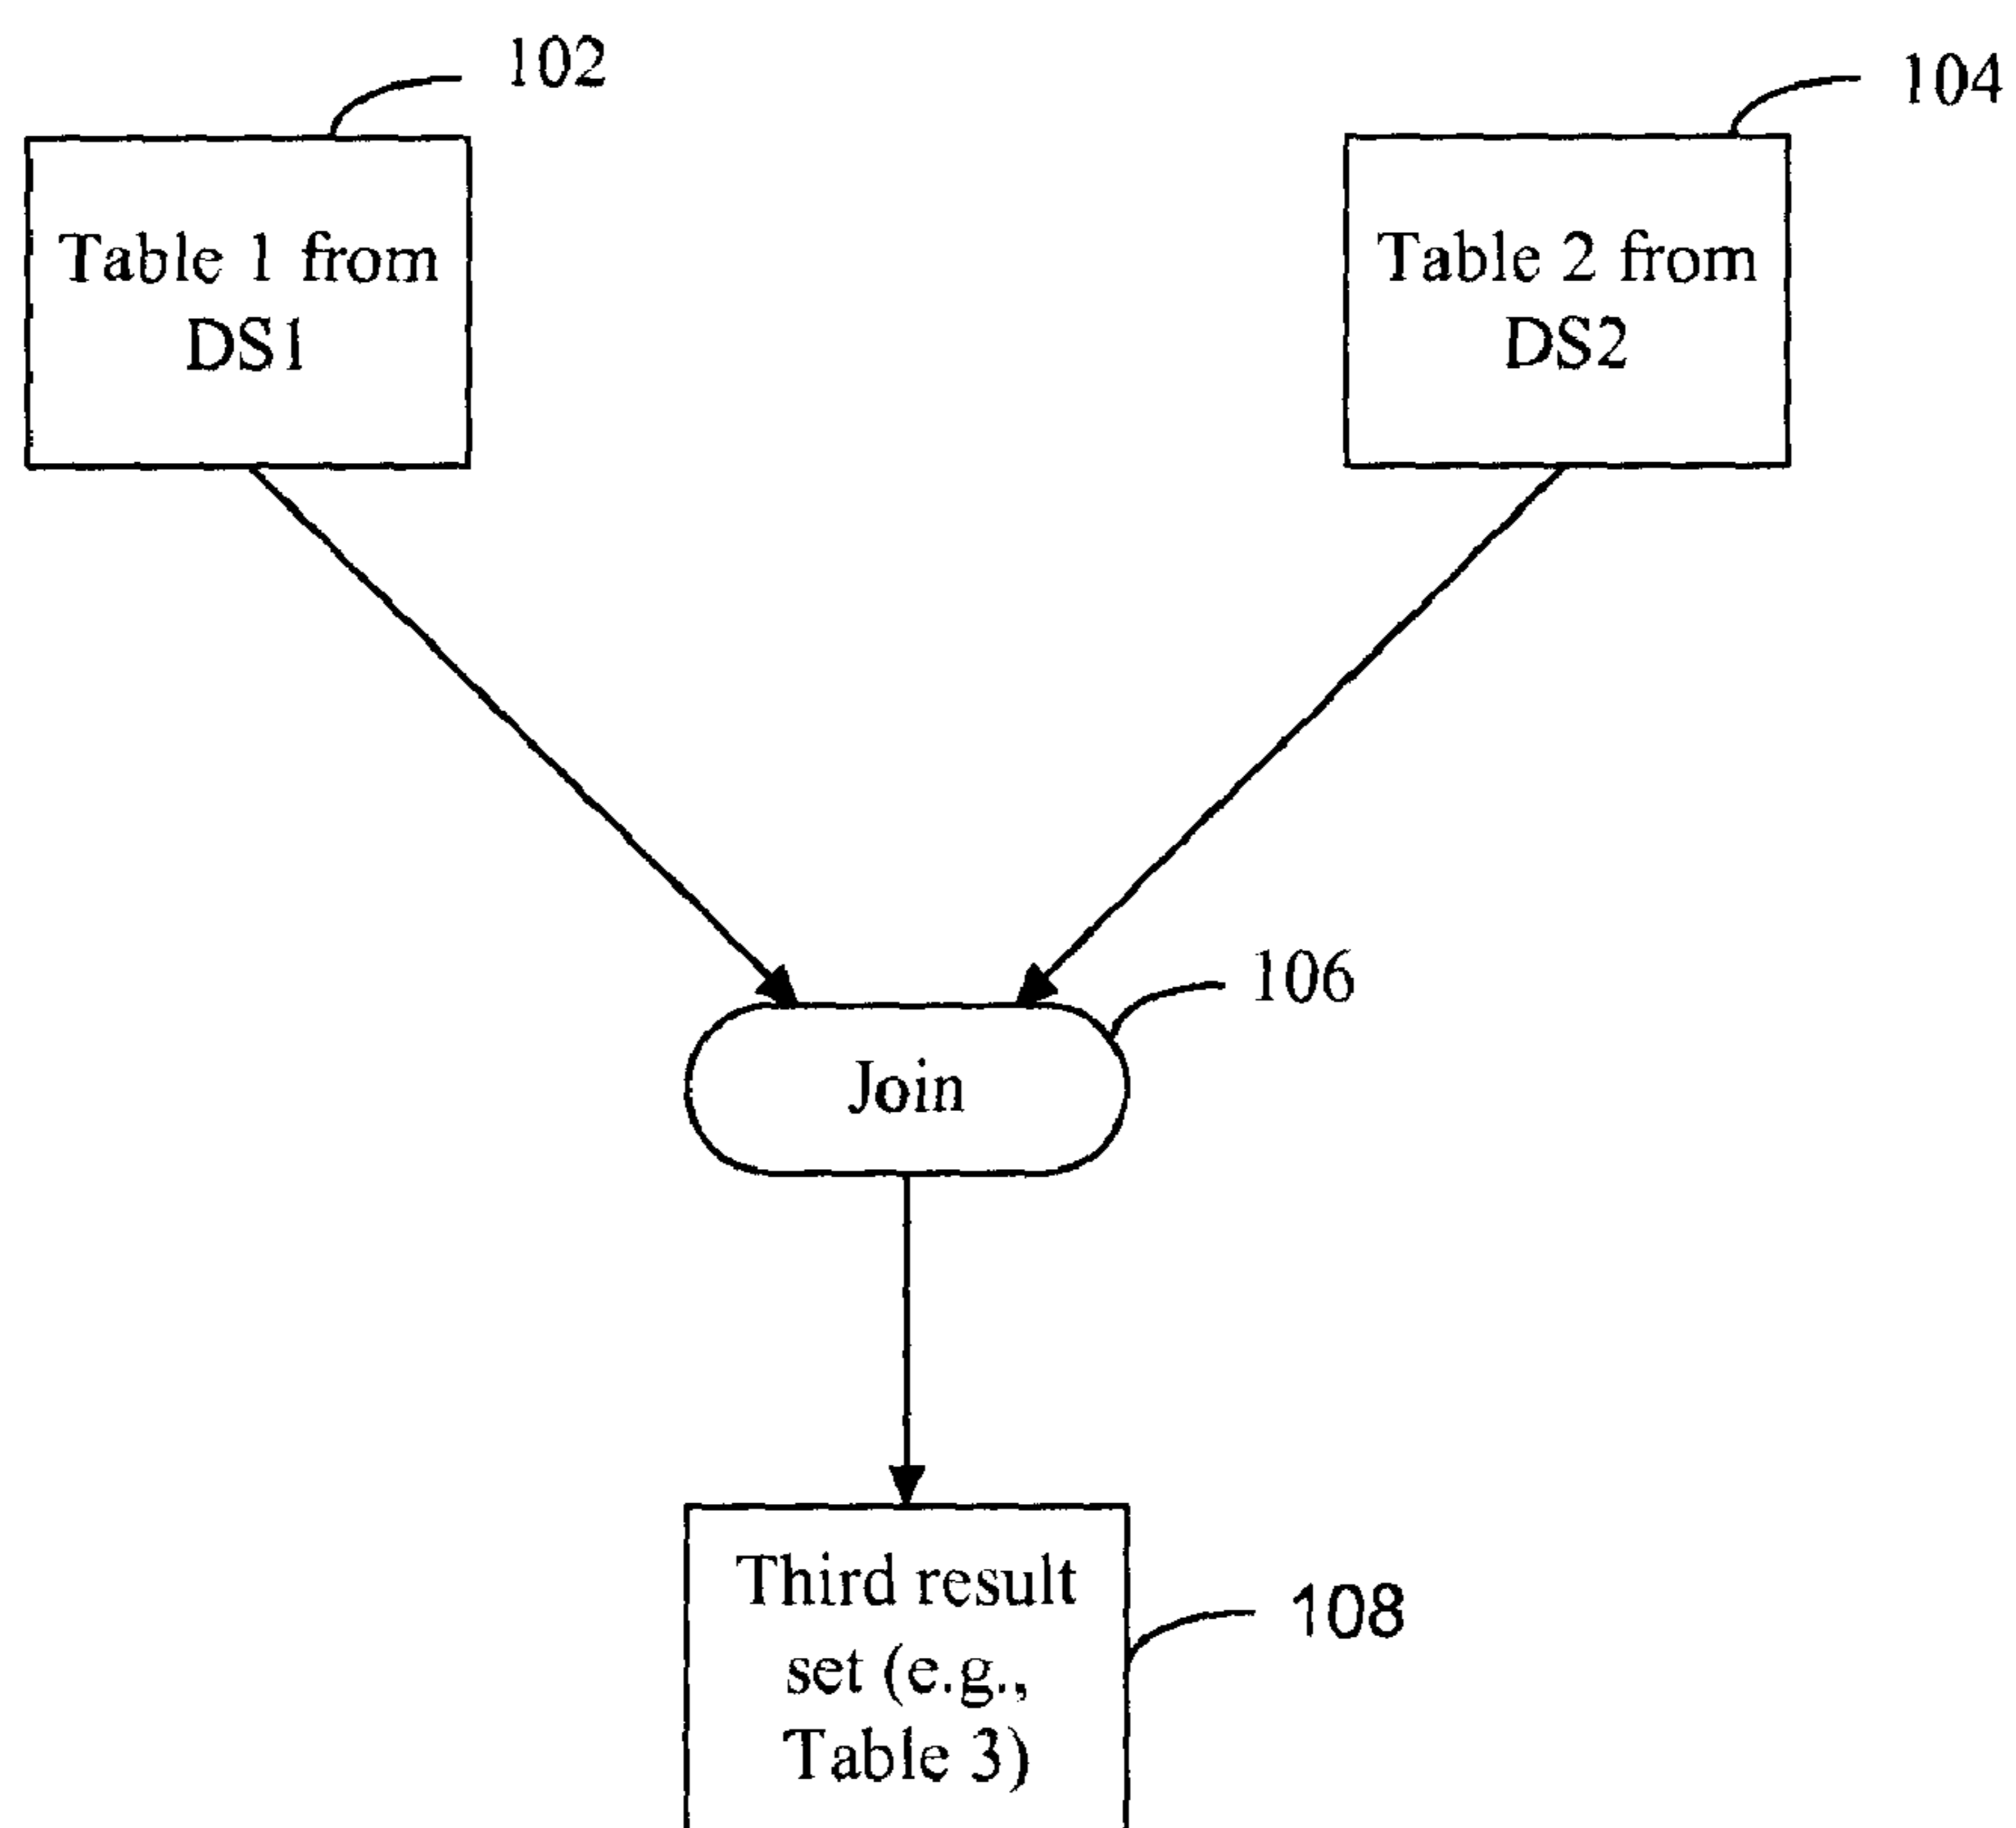 102
104
Table 1 from
DS1
Table 2 from
DS2
106
Join
Third result
set (e.g.,
Table 3)
108